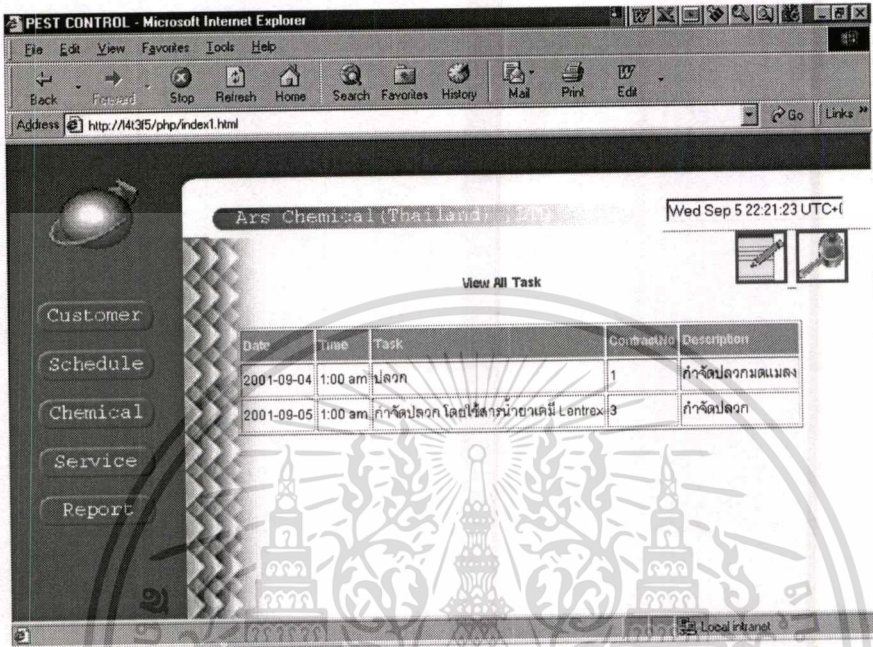 PEST CONTROL - Microsoft Internet Explorer
File Edit View Favorites Tools Help
Back Forward Stop Refresh Home Search Favorites History Mail Print Edit
Address http://l4t3f5/php/index1.html Go Links »
Ars Chemical (Thailand) ,LTD
Wed Sep 5 22:21:23 UTC+(
View All Task
Customer
Schedule
Chemical
Service
Report
Date Time Task ContractNo Description
2001-09-04 1:00 am ปลวก 1 กำจัดปลวกมดแมลง
2001-09-05 1:00 am กำจัดปลวก โดยใช้สารน้ำยาเคมี Lentrex 3 กำจัดปลวก
Local intranet